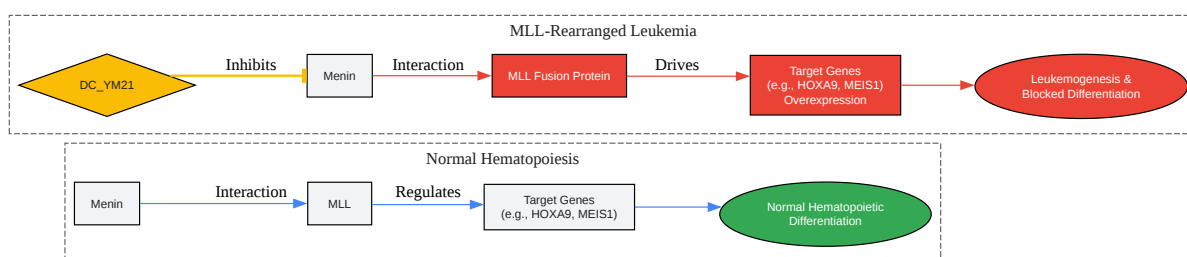 MLL-Rearranged Leukemia
DC_YM21
Inhibits
Menin
Interaction
MLL Fusion Protein
Drives
Target Genes
(e.g., HOXA9, MEIS1)
Overexpression
Leukemogenesis &
Blocked Differentiation
Normal Hematopoiesis
Menin
Interaction
MLL
Regulates
Target Genes
(e.g., HOXA9, MEIS1)
Normal Hematopoietic
Differentiation